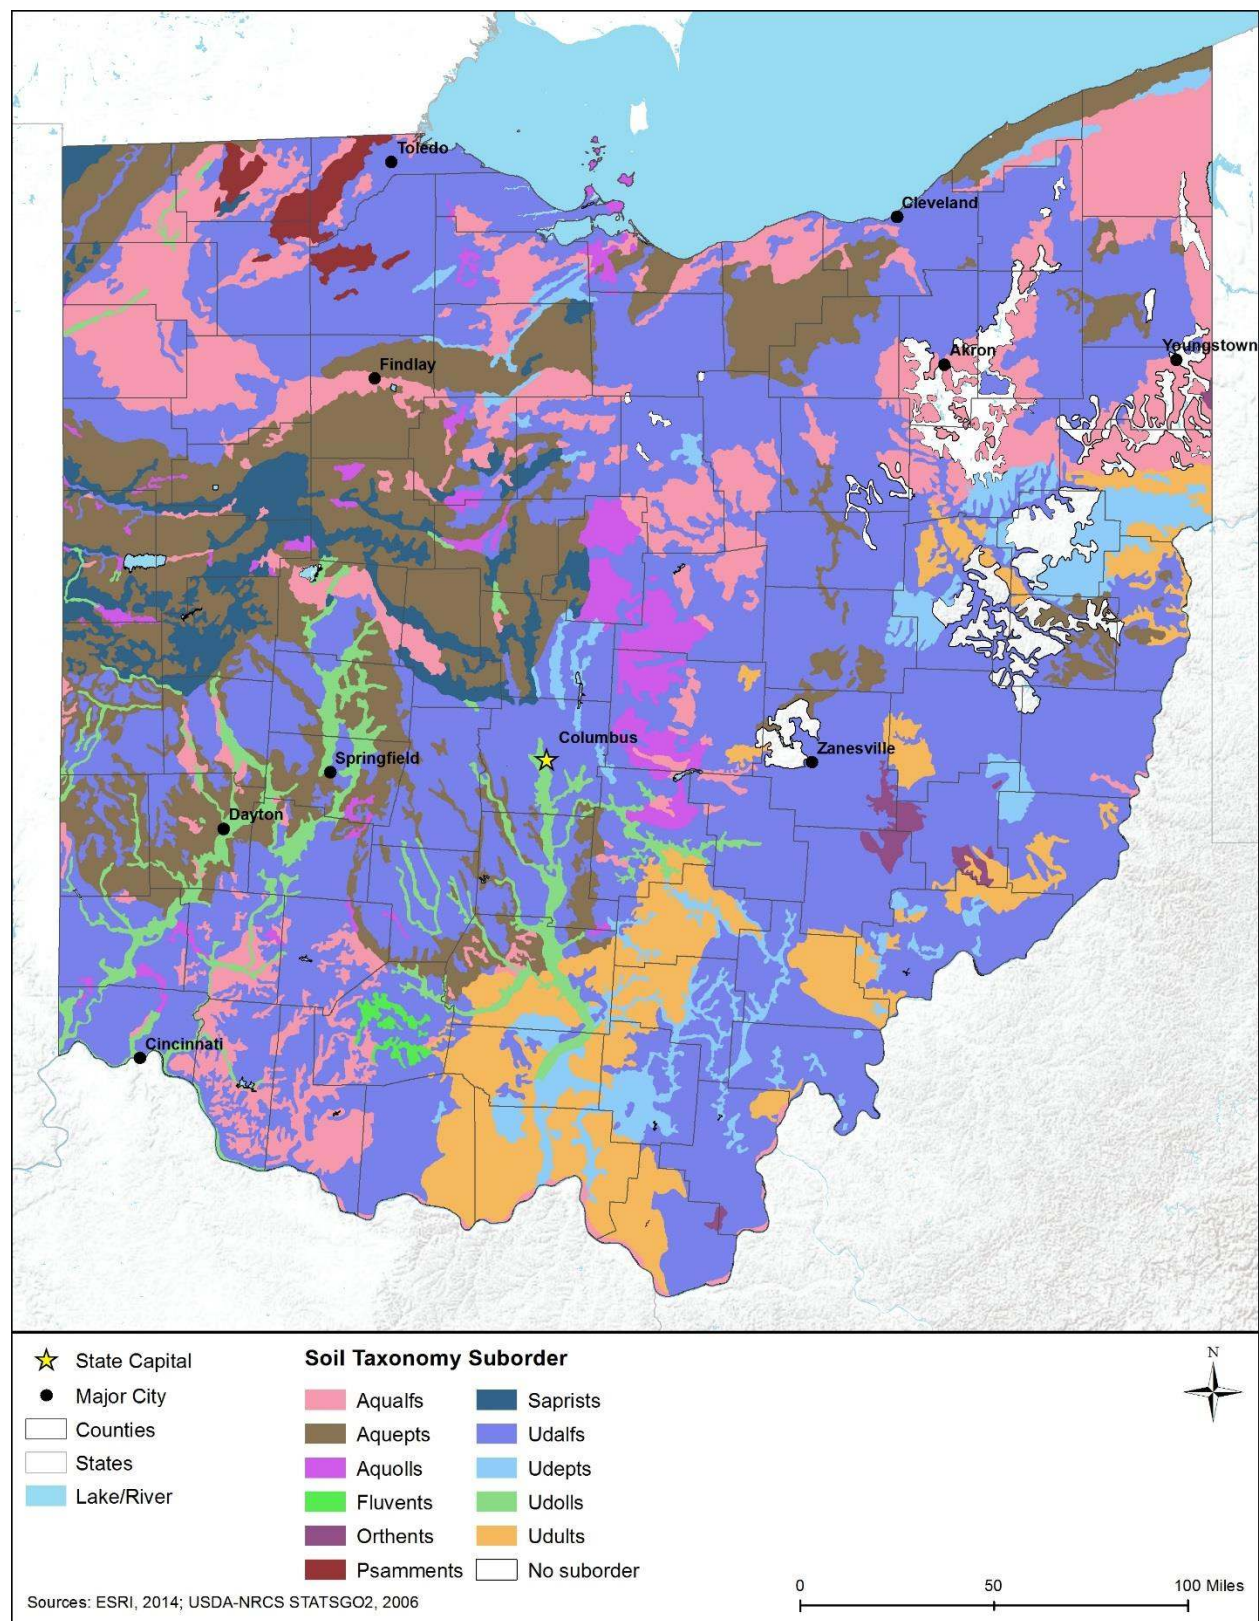 Toledo
Cleveland
Akron
Youngstown
Findlay
Columbus
Zanesville
Springfield
Dayton
Cincinnati
State Capital
Major City
Counties
States
Lake/River
Soil Taxonomy Suborder
Aqualfs
Aquepts
Aquolls
Fluvents
Orthents
Psamments
Saprists
Udalfs
Udepts
Udolls
Udults
No suborder
N
0 50 100 Miles
Sources: ESRI, 2014; USDA-NRCS STATSGO2, 2006